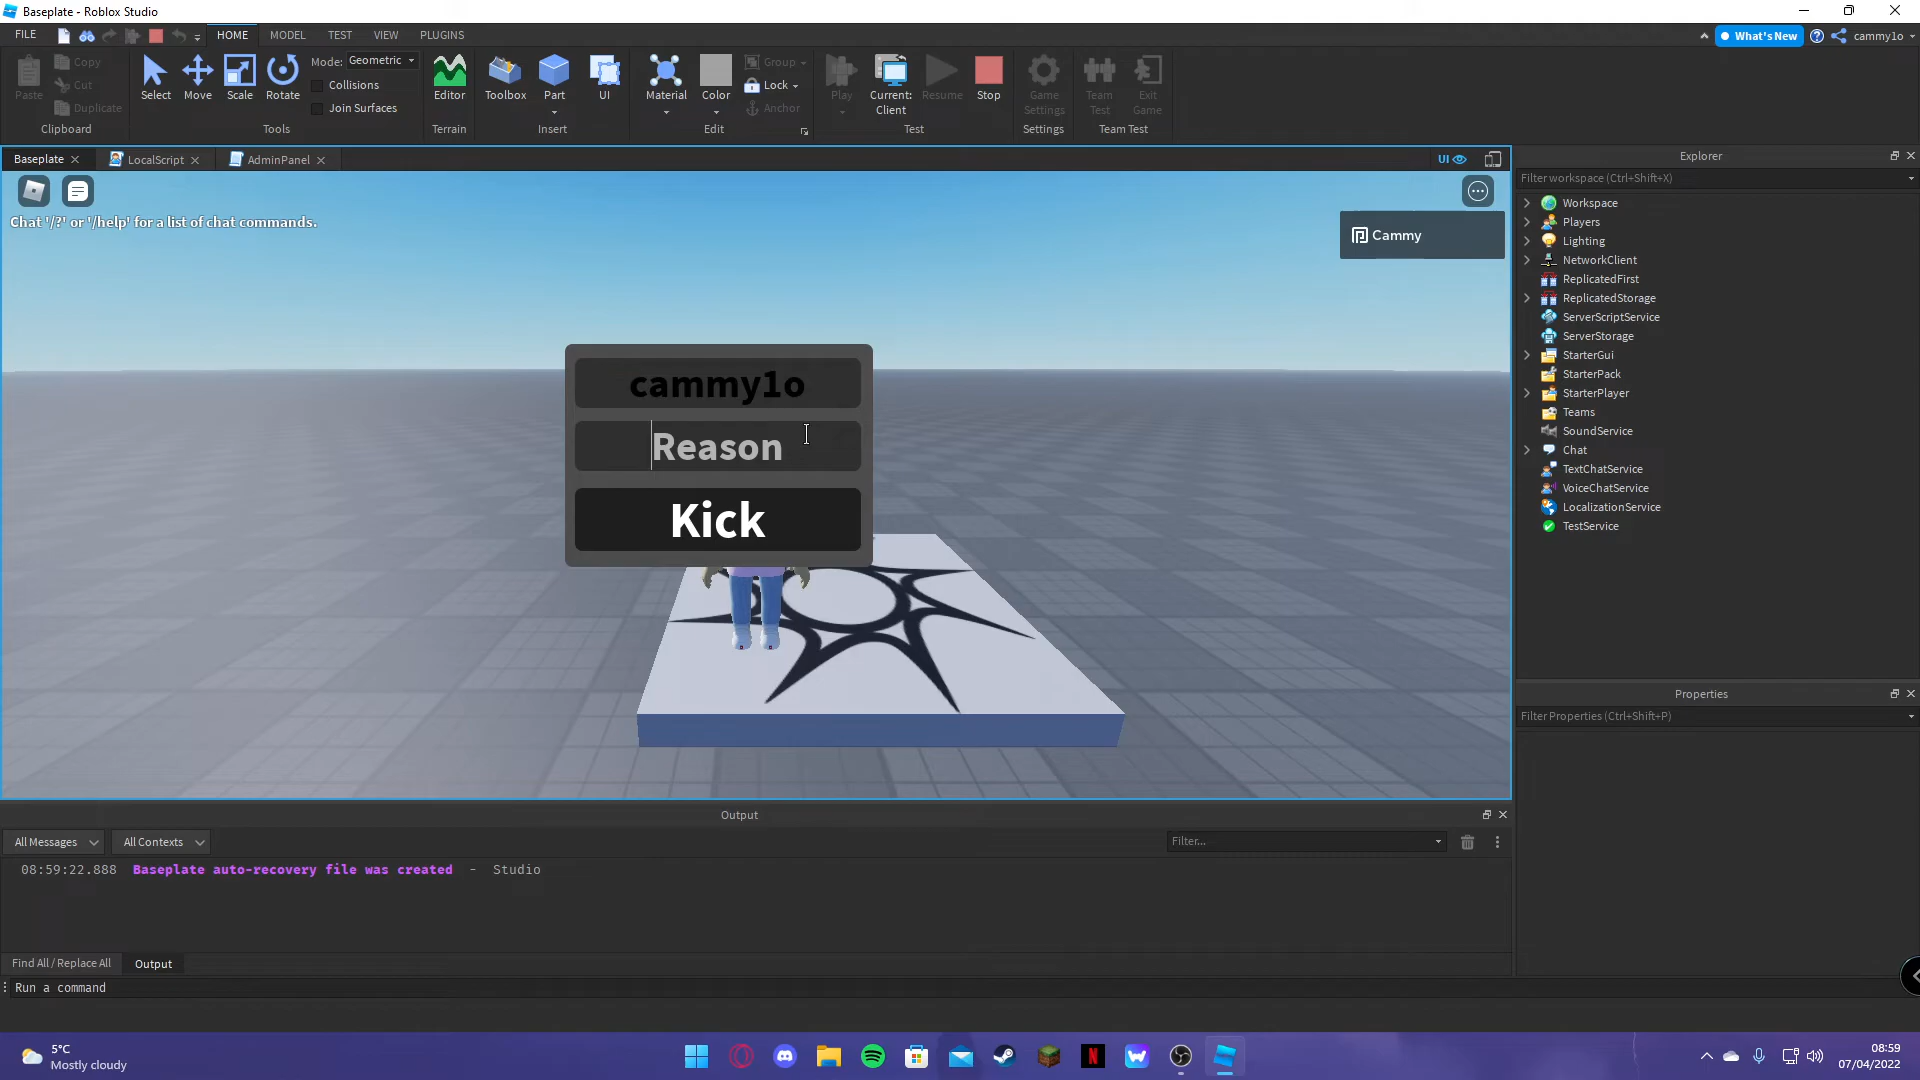 Baseplate - Roblox Studio
FILE
HOME
MODEL
TEST
VIEW
PLUGINS
What's New
cammy1o
Paste
Copy
Cut
Duplicate
Clipboard
Select
Move
Scale
Rotate
Mode: Geometric
Collisions
Join Surfaces
Tools
Editor
Terrain
Toolbox
Part
UI
Insert
Material
Color
Group
Lock
Anchor
Edit
Play
Current:
Client
Resume
Stop
Test
Game
Settings
Settings
Team
Test
Exit
Game
Team Test
Baseplate
LocalScript
AdminPanel
UI
Chat '/?' or '/help' for a list of chat commands.
Cammy
cammy1o
Reason
Kick
Explorer
Filter workspace (Ctrl+Shift+X)
Workspace
Players
Lighting
NetworkClient
ReplicatedFirst
ReplicatedStorage
ServerScriptService
ServerStorage
StarterGui
StarterPack
StarterPlayer
Teams
SoundService
Chat
TextChatService
VoiceChatService
LocalizationService
TestService
Properties
Filter Properties (Ctrl+Shift+P)
Output
All Messages
All Contexts
Filter...
08:59:22.888 Baseplate auto-recovery file was created - Studio
Find All / Replace All
Output
Run a command
5°C
Mostly cloudy
N
08:59
07/04/2022